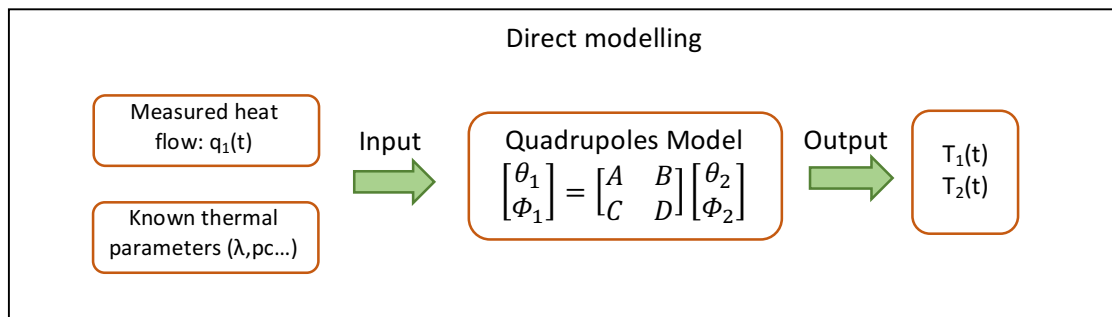 Direct modelling
Measured heat
flow: q₁(t)
Known thermal
parameters (λ,pc...)
Input
Quadrupoles Model
[θ₁ Φ₁] = [A B C D] [θ₂ Φ₂]
Output
T₁(t)
T₂(t)